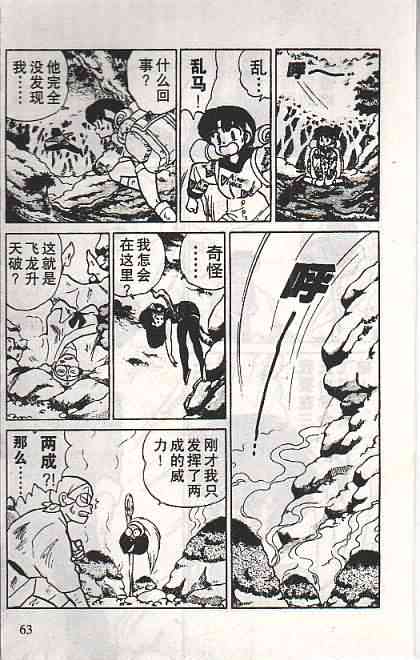 呼～
乱…
乱马！
什么回
事？
他完全
没发现
我……
呼——
奇怪
……
我怎会
在这里？
这就是
飞龙升
天破？
刚才我只
发挥了两
成的威
力！
两成?!
那么……
63